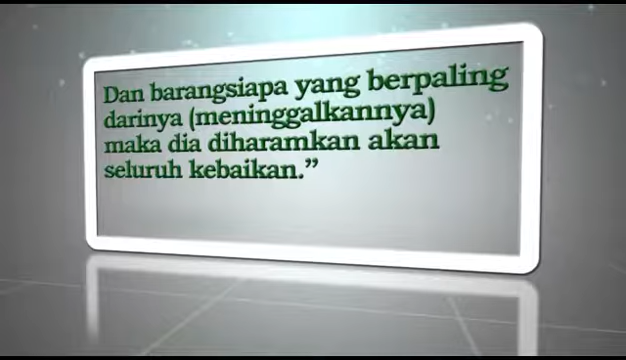 Dan barangsiapa yang berpaling
darinya (meninggalkannya)
maka dia diharamkan akan
seluruh kebaikan.”